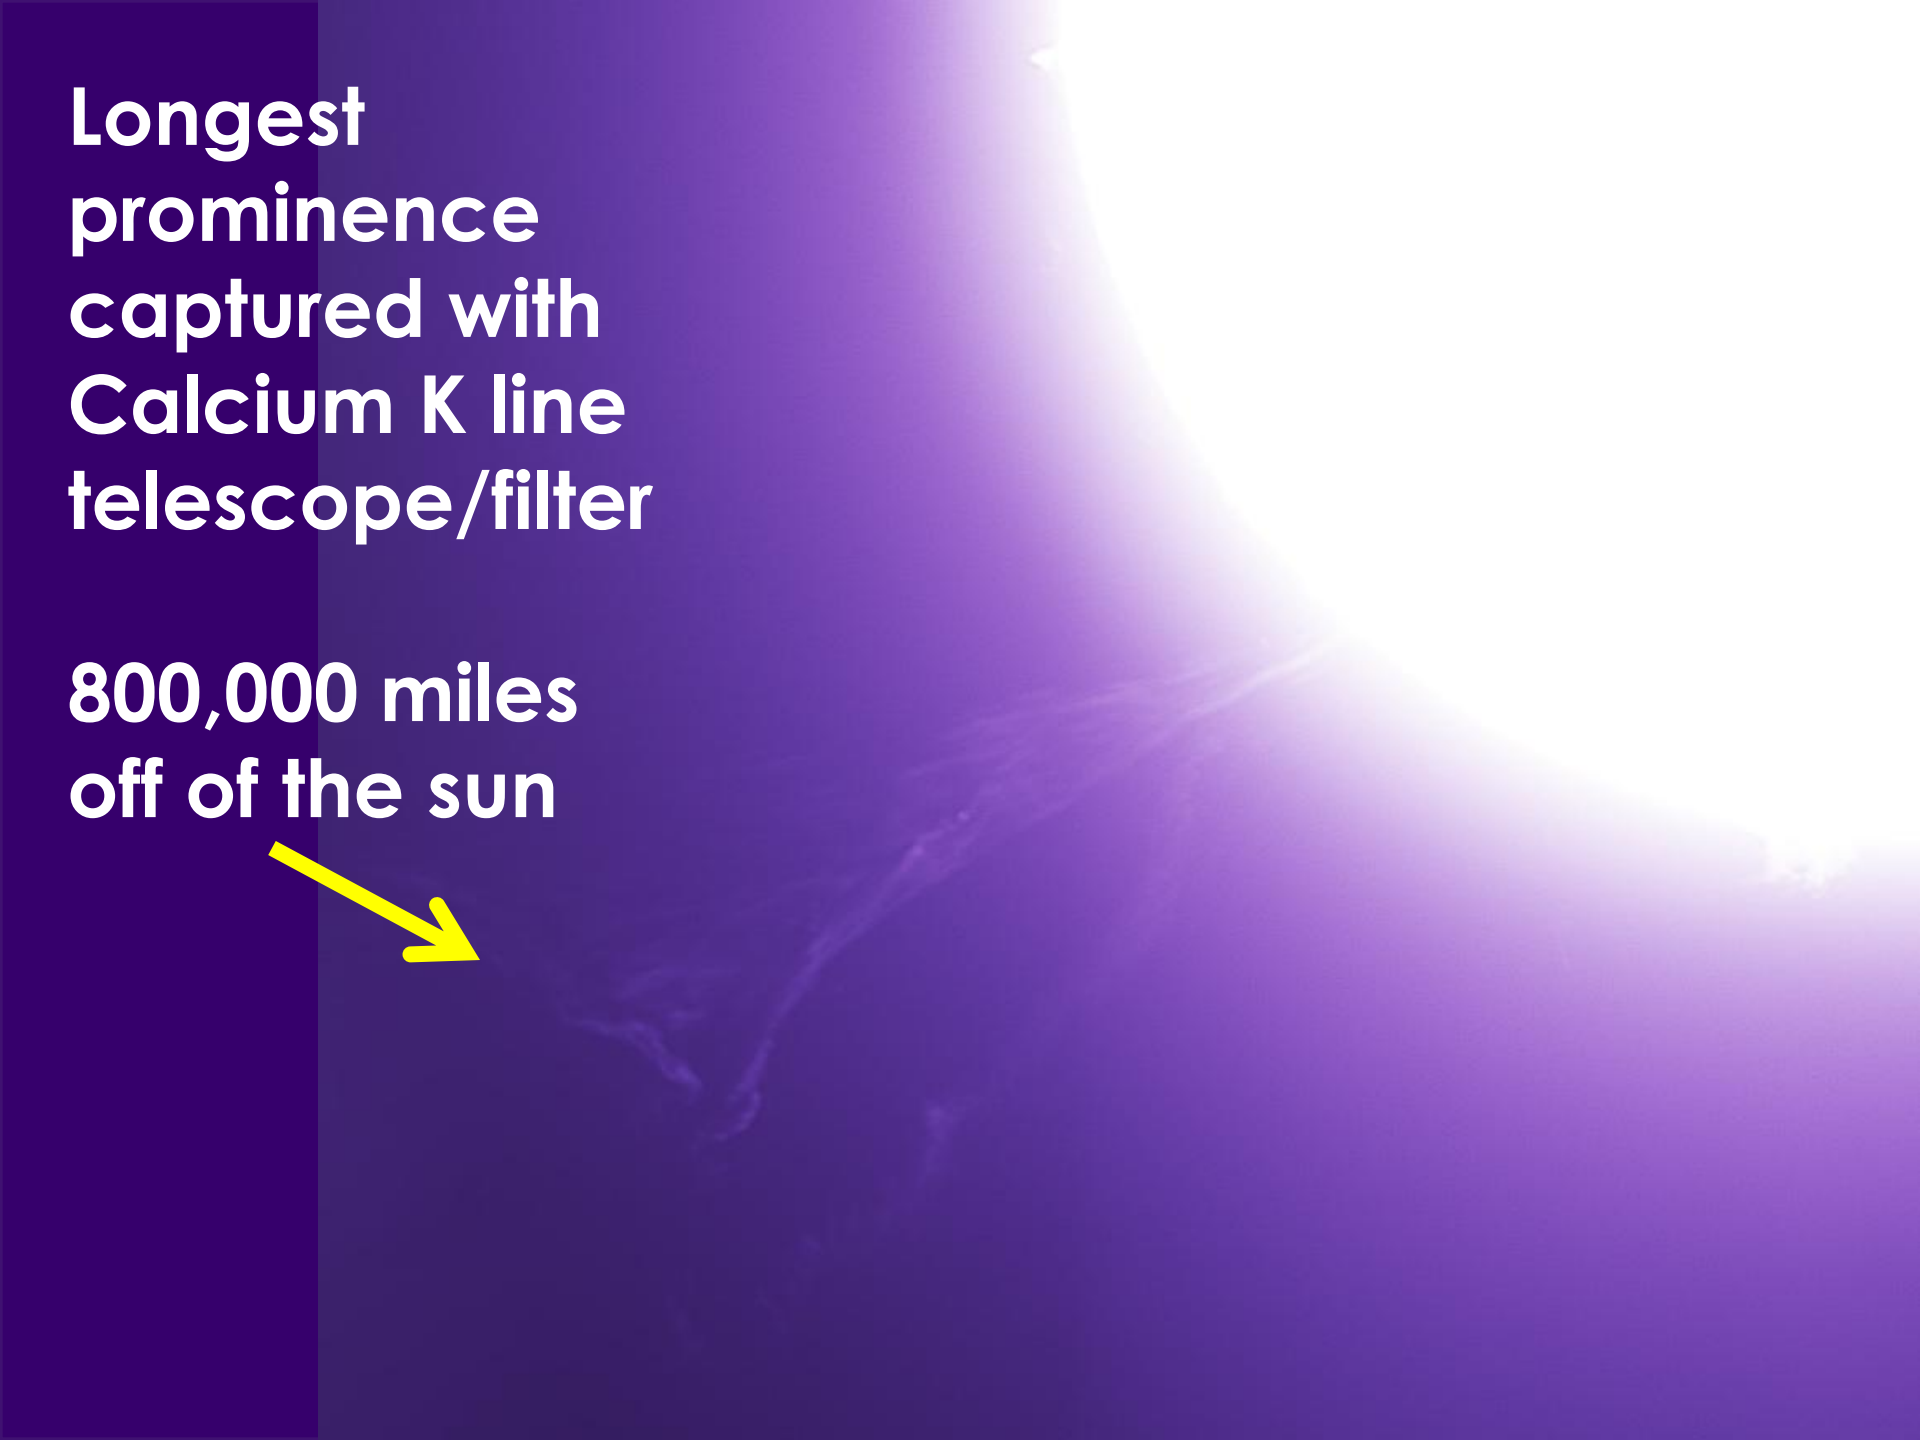 Longest
prominence
captured with
Calcium K line
telescope/filter
800,000 miles
off of the sun